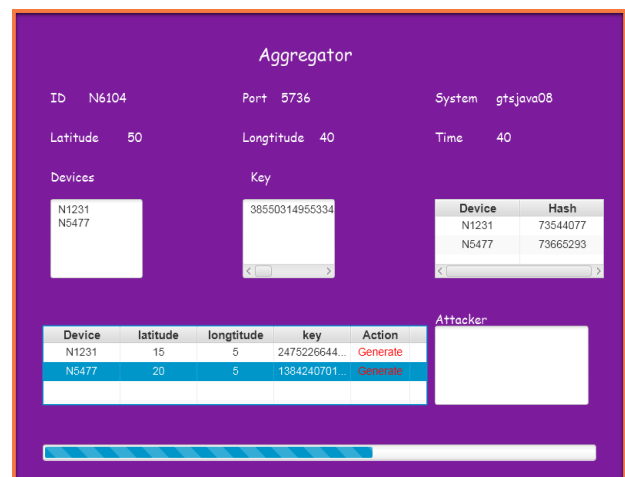 Aggregator
ID N6104 Port 5736 System gtsjava08
Latitude 50 Longtitude 40 Time 40
Devices Key
N1231
N5477
38550314955334
Device Hash
N1231 73544077
N5477 73665293
Attacker
Device latitude longtitude key Action
N1231 15 5 2475226644... Generate
N5477 20 5 1384240701... Generate